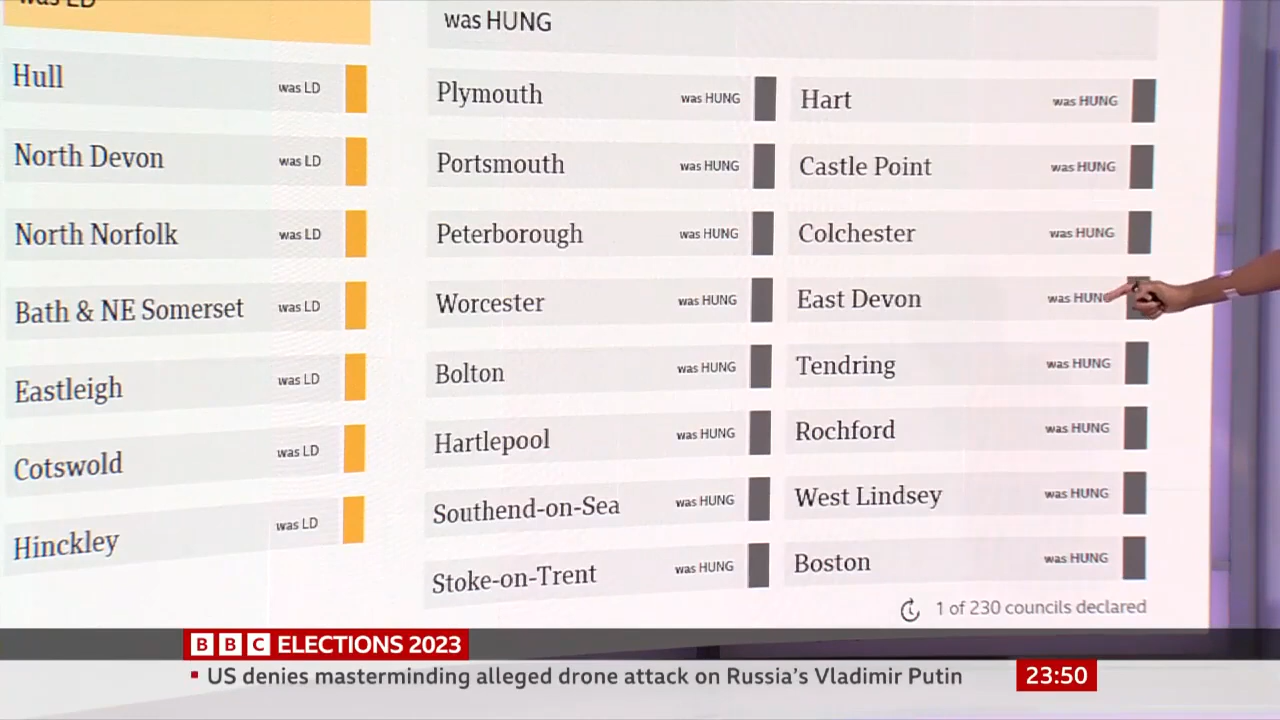 was LD
was HUNG
Hull was LD
North Devon was LD
North Norfolk was LD
Bath & NE Somerset was LD
Eastleigh was LD
Cotswold was LD
Hinckley was LD
Plymouth was HUNG
Portsmouth was HUNG
Peterborough was HUNG
Worcester was HUNG
Bolton was HUNG
Hartlepool was HUNG
Southend-on-Sea was HUNG
Stoke-on-Trent was HUNG
Hart was HUNG
Castle Point was HUNG
Colchester was HUNG
East Devon was HUNG
Tendring was HUNG
Rochford was HUNG
West Lindsey was HUNG
Boston was HUNG
1 of 230 councils declared
BBC ELECTIONS 2023
US denies masterminding alleged drone attack on Russia's Vladimir Putin
23:50